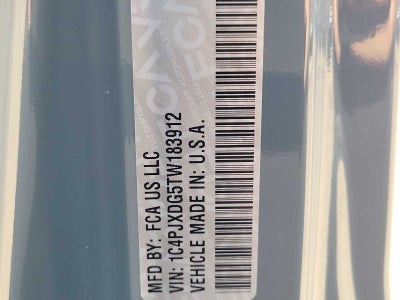 MFD BY: FCA US LLC
VIN: 1C4PJXDG5TW183912
VEHICLE MADE IN: U.S.A.